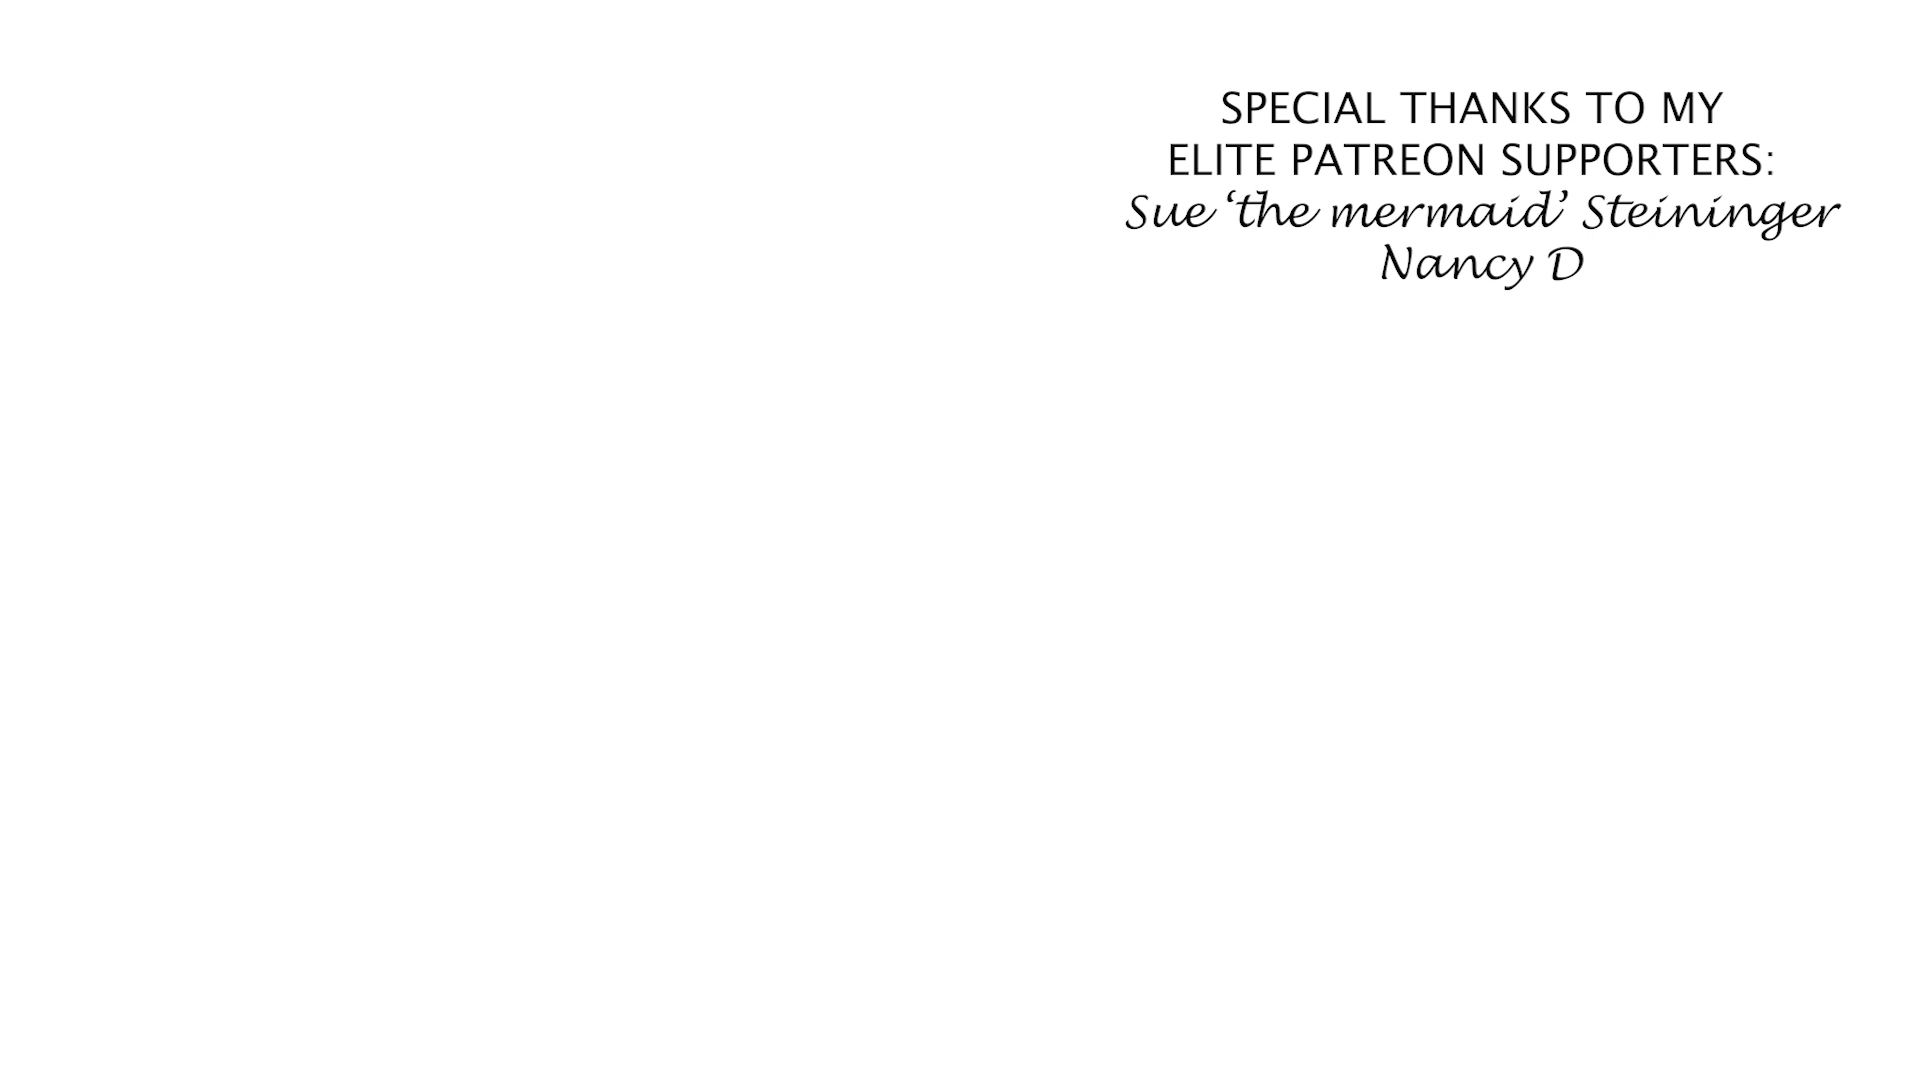 SPECIAL THANKS TO MY
ELITE PATREON SUPPORTERS:
Sue ‘the mermaid’ Steininger
Nancy D